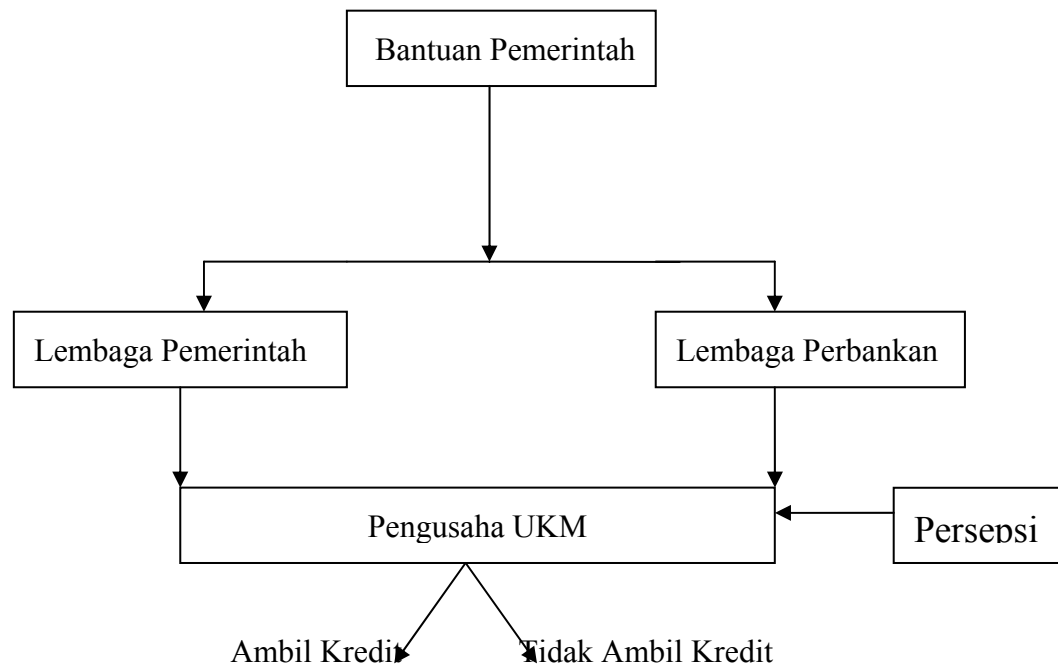 Bantuan Pemerintah
Lembaga Pemerintah
Lembaga Perbankan
Pengusaha UKM
Persepsi
Ambil Kredit
Tidak Ambil Kredit